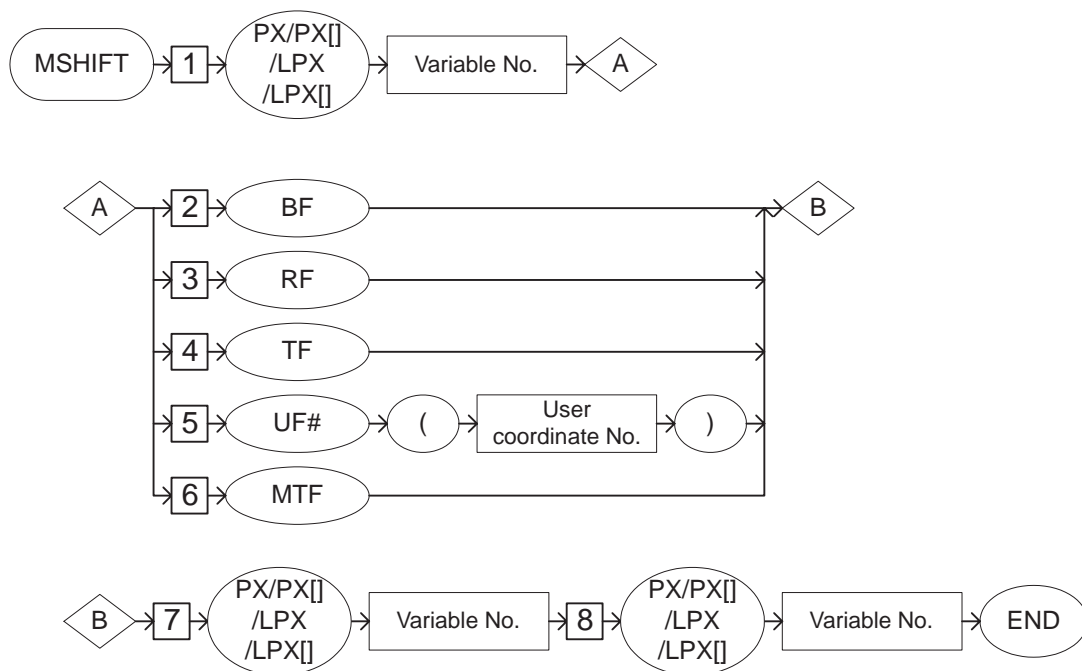 MSHIFT 1 PX/PX[] Variable No. A
/LPX
/LPX[]
A 2 BF B
3 RF
4 TF
5 UF# ( User )
coordinate No.
6 MTF
B 7 PX/PX[] Variable No. 8 PX/PX[] Variable No. END
/LPX /LPX
/LPX[] /LPX[]